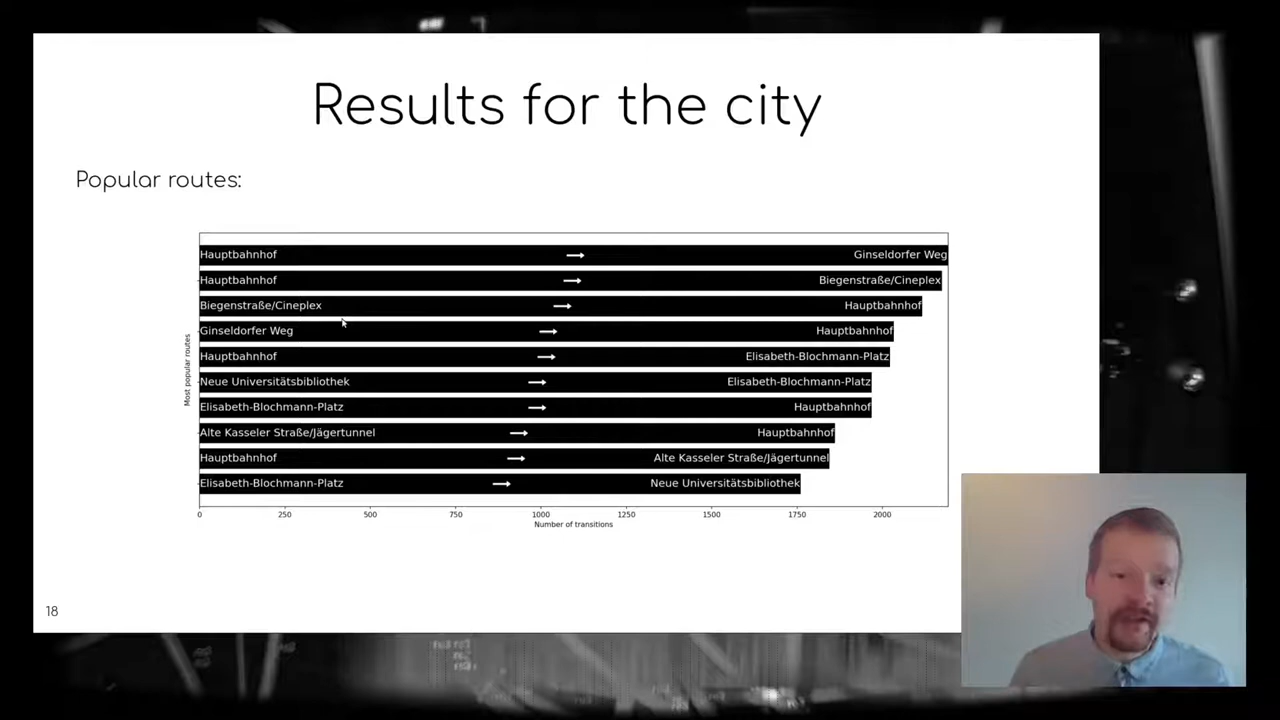 Results for the city
Popular routes:
Hauptbahnhof → Ginseldorfer Weg
Hauptbahnhof → Biegenstraße/Cineplex
Biegenstraße/Cineplex → Hauptbahnhof
Ginseldorfer Weg → Hauptbahnhof
Hauptbahnhof → Elisabeth-Blochmann-Platz
Neue Universitätsbibliothek → Elisabeth-Blochmann-Platz
Elisabeth-Blochmann-Platz → Hauptbahnhof
Alte Kasseler Straße/Jägertunnel → Hauptbahnhof
Hauptbahnhof → Alte Kasseler Straße/Jägertunnel
Elisabeth-Blochmann-Platz → Neue Universitätsbibliothek
Most popular routes
0 250 500 750 1000 1250 1500 1750 2000
Number of transitions
18